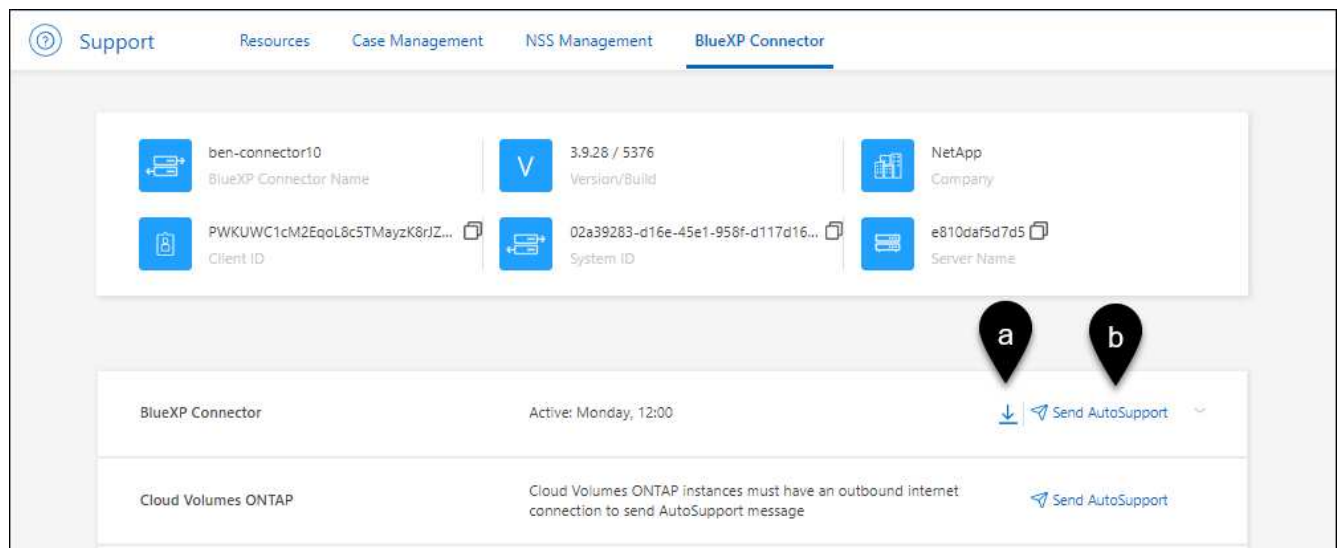 Support Resources Case Management NSS Management BlueXP Connector
ben-connector10
BlueXP Connector Name
V
3.9.28 / 5376
Version/Build
NetApp
Company
PWKUWC1cM2EqoL8c5TMayzK8rJZ...
Client ID
02a39283-d16e-45e1-958f-d117d16...
System ID
e810daf5d7d5
Server Name
a b
BlueXP Connector Active: Monday, 12:00 Send AutoSupport
Cloud Volumes ONTAP
Cloud Volumes ONTAP instances must have an outbound internet
connection to send AutoSupport message
Send AutoSupport